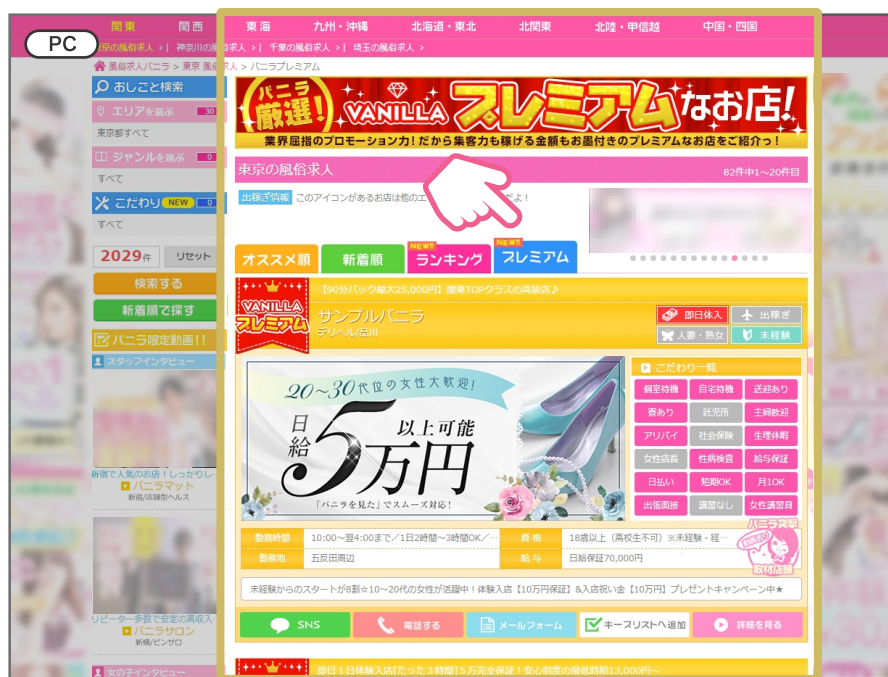 関東 関西 東海 九州・沖縄 北海道・東北 北関東 北陸・甲信越 中国・四国
PC
東京の風俗求人 >| 神奈川の風俗求人 >| 千葉の風俗求人 >| 埼玉の風俗求人 >
風俗求人バニラ > 東京 風俗求人 > バニラプレミアム
おしごと検索
エリアを選ぶ 30
東京都すべて
ジャンルを選ぶ 0
すべて
こだわり NEW 0
すべて
2029件 リセット
検索する
新着順で探す
バニラ限定動画!!
スタッフインタビュー
新宿で人気のお店！しっかりし
バニラマット
新宿/店舗型ヘルス
リピーター多数で安定の高収入
バニラサロン
新橋/ピンサロ
女の子インタビュー
バニラ厳選! VANILLA プレミアムなお店!
業界屈指のプロモーション力!だから集客力も稼げる金額もお墨付きのプレミアムなお店をご紹介っ!
東京の風俗求人 82件中1～20件目
出稼ぎ情報 このアイコンがあるお店は他のエ だよ！
オススメ順 新着順 NEW!! ランキング NEW!! プレミアム
VANILLA プレミアム
【90分バック最大25,000円】関東TOPクラスの高級店♪
サンプルバニラ
デリヘル/品川
即日体入 出稼ぎ
人妻・熟女 未経験
20～30代位の女性大歓迎!
日給5万円以上可能
「バニラを見た」でスムーズ対応!
こだわり一覧
個室待機 自宅待機 送迎あり
寮あり 託児所 主婦歓迎
アリバイ 社会保険 生理休暇
女性店長 性病検査 給与保証
日払い 短期OK 月1OK
出張面接 講習なし 女性講習員
勤務時間 10:00～翌4:00まで／1日2時間～3時間OK／… 資格 18歳以上（高校生不可）※未経験・経…
勤務地 五反田周辺 給与 日給保証70,000円
バニラ突撃
取材店舗
未経験からのスタートが8割☆10～20代の女性が活躍中！体験入店【10万円保証】&入店祝い金【10万円】プレゼントキャンペーン中★
SNS 電話する メールフォーム キープリストへ追加 詳細を見る
即日１日体験入店[たった３時間]５万完全保証！安心制度の最低時給13,000円～